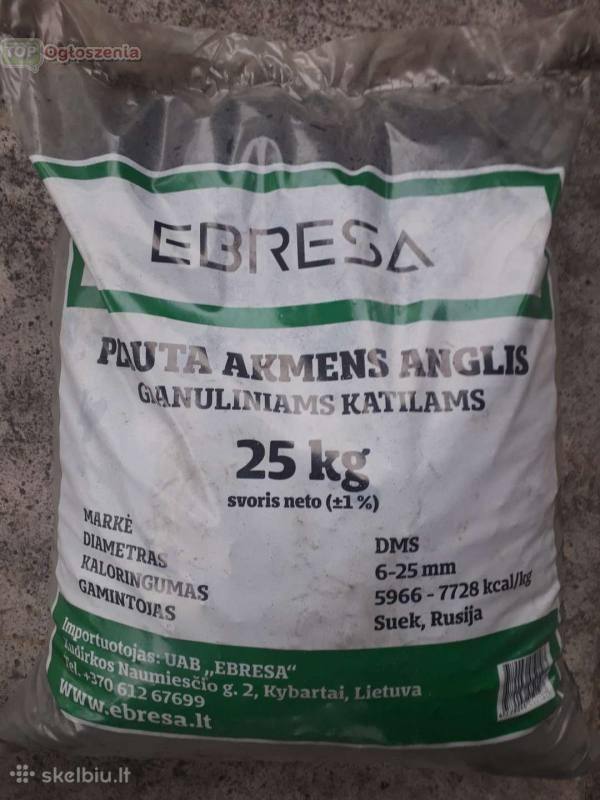 TOP Ogłoszenia
EBRESA
PLAUTA AKMENS ANGLIS
GRANULINIAMS KATILAMS
25 kg
svoris neto (±1 %)
MARKĖ DMS
DIAMETRAS 6-25 mm
KALORINGUMAS 5966 - 7728 kcal/kg
GAMINTOJAS Suek, Rusija
Importuotojas: UAB „EBRESA“
Kudirkos Naumiesčio g. 2, Kybartai, Lietuva
Tel. +370 612 67699
www.ebresa.lt
skelbiu.lt